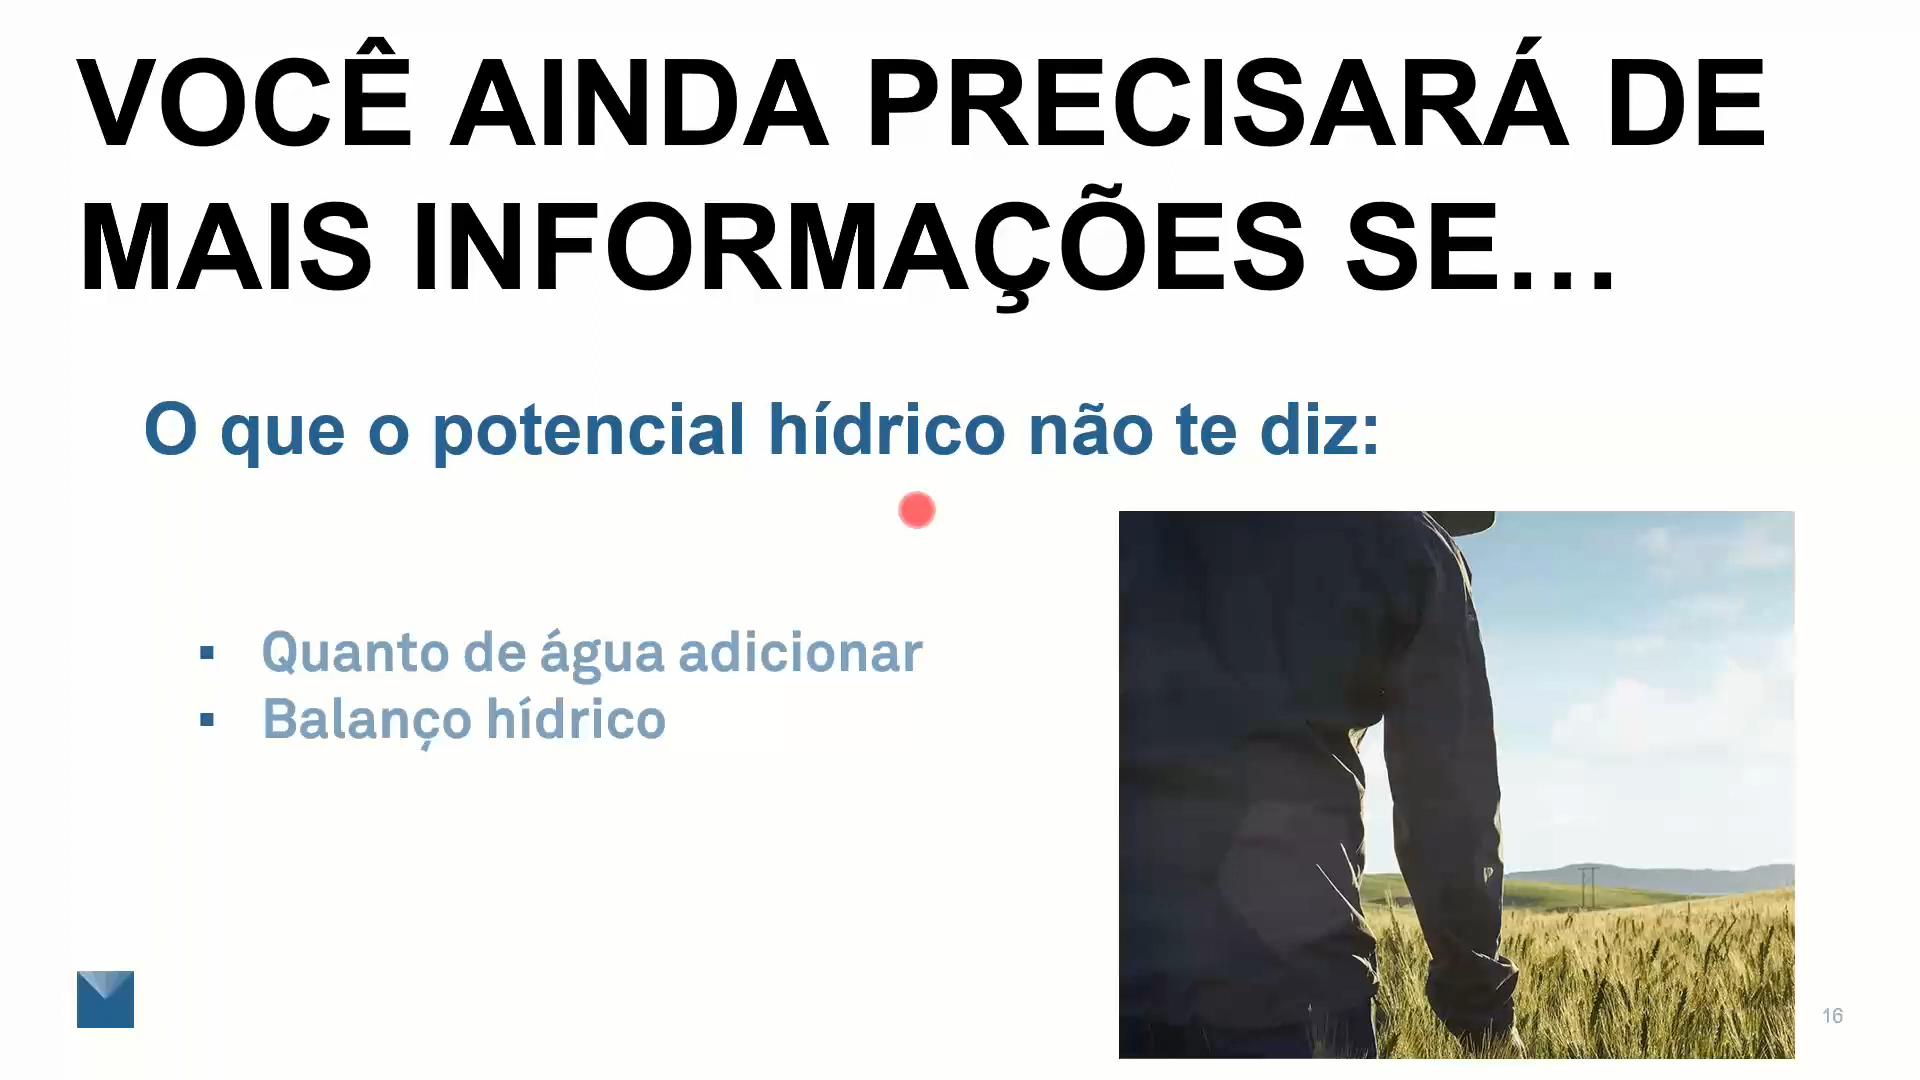 VOCÊ AINDA PRECISARÁ DE
MAIS INFORMAÇÕES SE...
O que o potencial hídrico não te diz:
▪ Quanto de água adicionar
▪ Balanço hídrico
16